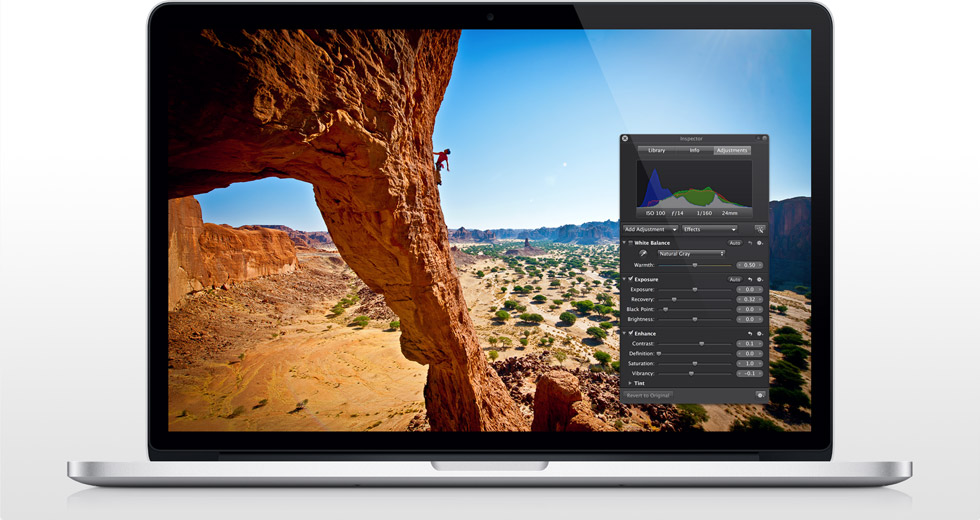 Inspector
Library Info Adjustments
ISO 100 ƒ/14 1/160 24mm
Add Adjustment Effects
White Balance Auto
Natural Gray
Warmth: 0.50
Exposure Auto
Exposure: 0.0
Recovery: 0.32
Black Point: 0.0
Brightness: 0.0
Enhance
Contrast: 0.1
Definition: 0.0
Saturation: 1.0
Vibrancy: -0.1
Tint
Revert to Original